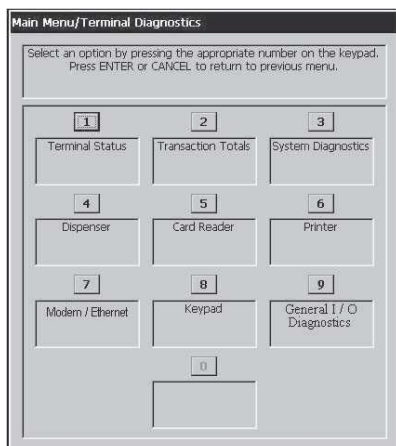 Main Menu/Terminal Diagnostics
Select an option by pressing the appropriate number on the keypad.
Press ENTER or CANCEL to return to previous menu.
1 2 3
Terminal Status Transaction Totals System Diagnostics
4 5 6
Dispenser Card Reader Printer
7 8 9
Modem / Ethernet Keypad General I / O
Diagnostics
0